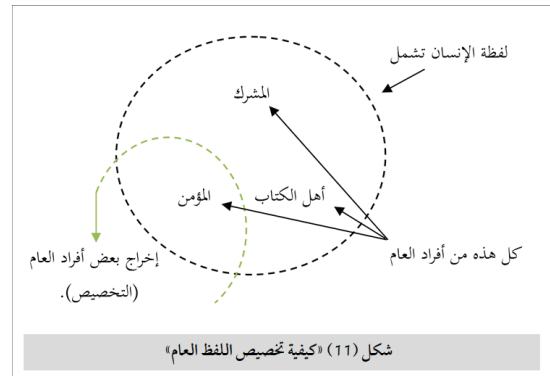 لفظة الإنسان تشمل
المشرك
أهل الكتاب
المؤمن
كل هذه من أفراد العام
إخراج بعض أفراد العام
(التخصيص).
شكل (11) «كيفية تخصيص اللفظ العام»